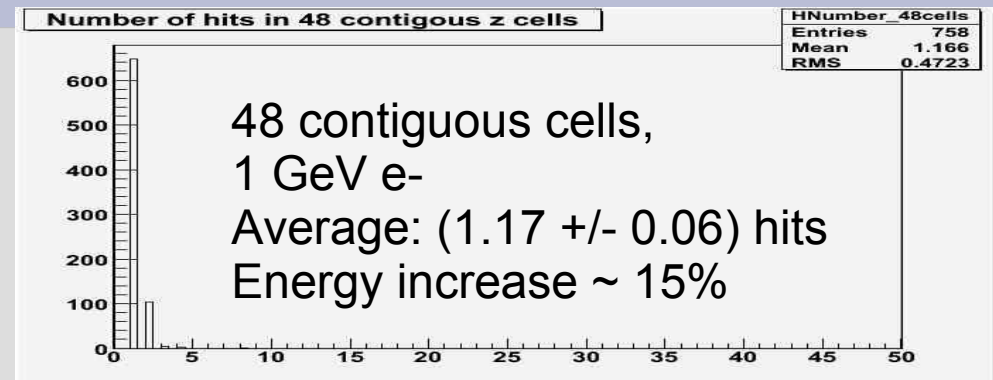 Number of hits in 48 contigous z cells
HNumber_48cells
Entries 758
Mean 1.166
RMS 0.4723
600
500
400
300
200
100
0
48 contiguous cells,
1 GeV e-
Average: (1.17 +/- 0.06) hits
Energy increase ~ 15%
0 5 10 15 20 25 30 35 40 45 50